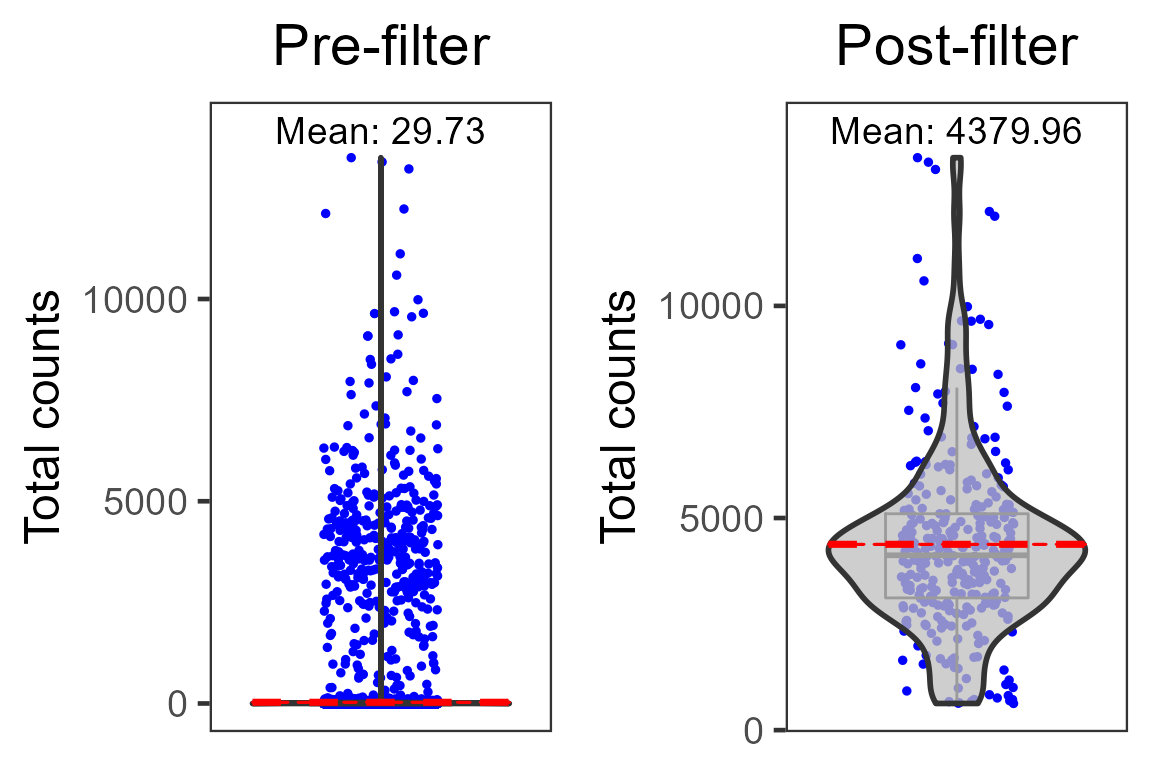 Pre-filter
Mean: 29.73
Total counts
10000
5000
0
Post-filter
Mean: 4379.96
Total counts
10000
5000
0